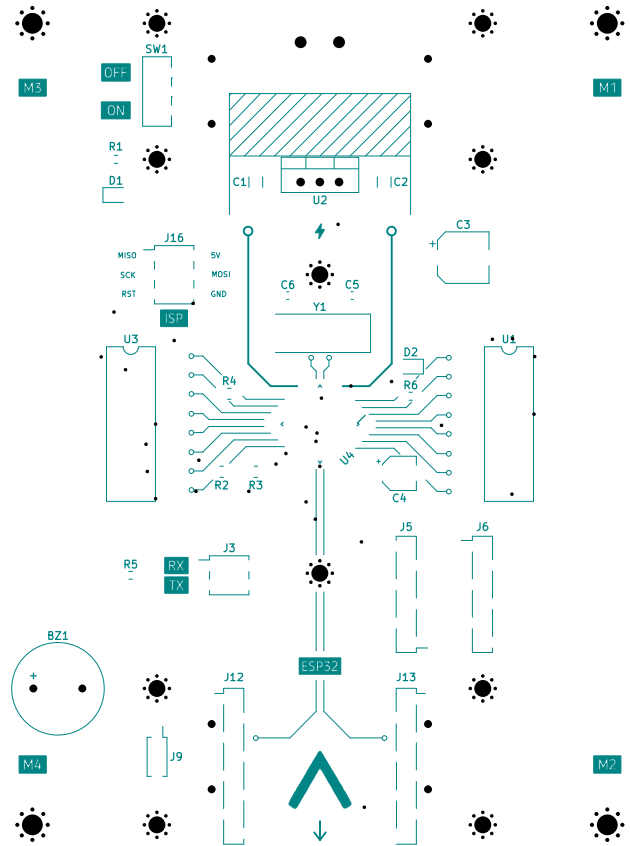 SW1
OFF
M3
M1
ON
R1
D1
C1
C2
U2
C3
J16
MISO
5V
SCK
MOSI
RST
GND
ISP
C6
C5
Y1
U3
U1
D2
R4
R6
U4
R2
R3
C4
J5
J6
J3
R5
RX
TX
BZ1
ESP32
J12
J13
J9
M4
M2